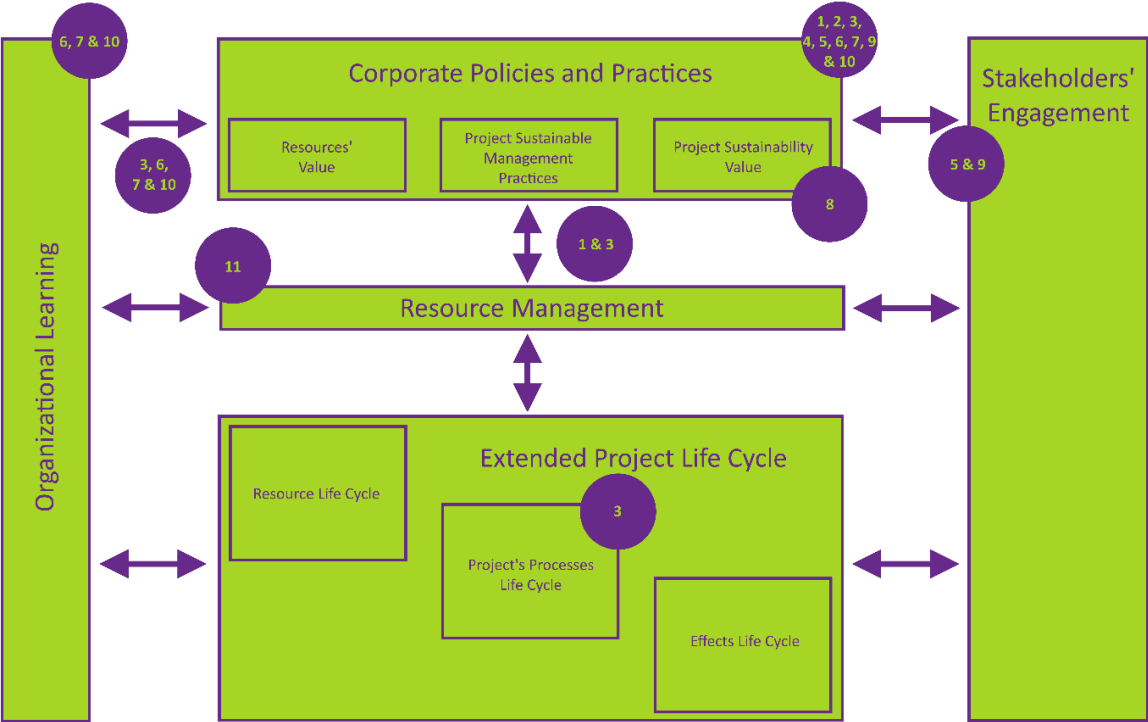 6, 7 & 10
1, 2, 3,
4, 5, 6, 7, 9
& 10
Corporate Policies and Practices
Stakeholders'
Engagement
Resources'
Value
Project Sustainable
Management
Practices
Project Sustainability
Value
3, 6,
7 & 10
5 & 9
8
1 & 3
11
Resource Management
Organizational Learning
Extended Project Life Cycle
Resource Life Cycle
3
Project's Processes
Life Cycle
Effects Life Cycle